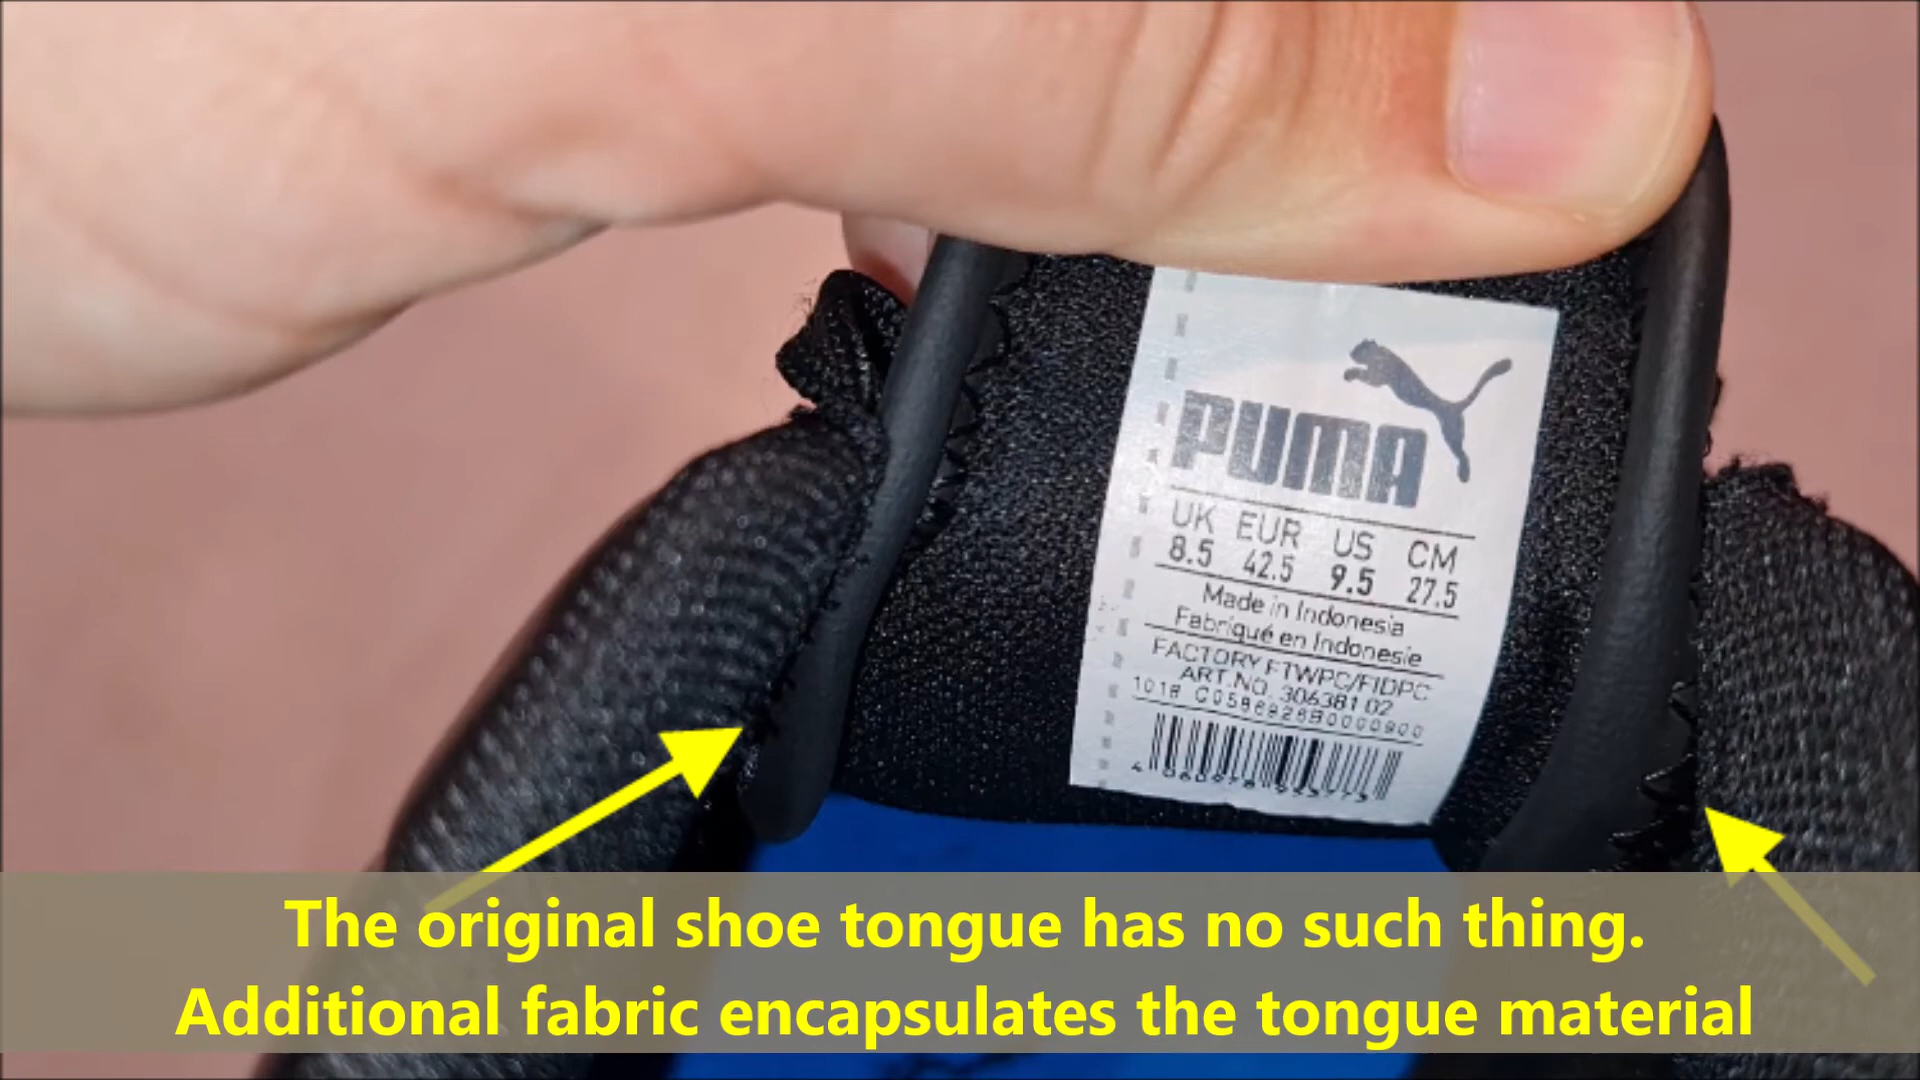 PUMA
UK EUR US CM
8.5 42.5 9.5 27.5
Made in Indonesia
Fabriqué en Indonesie
FACTORY FTWPC/FIDPC
ART.NO. 306381 02
1018
The original shoe tongue has no such thing.
Additional fabric encapsulates the tongue material